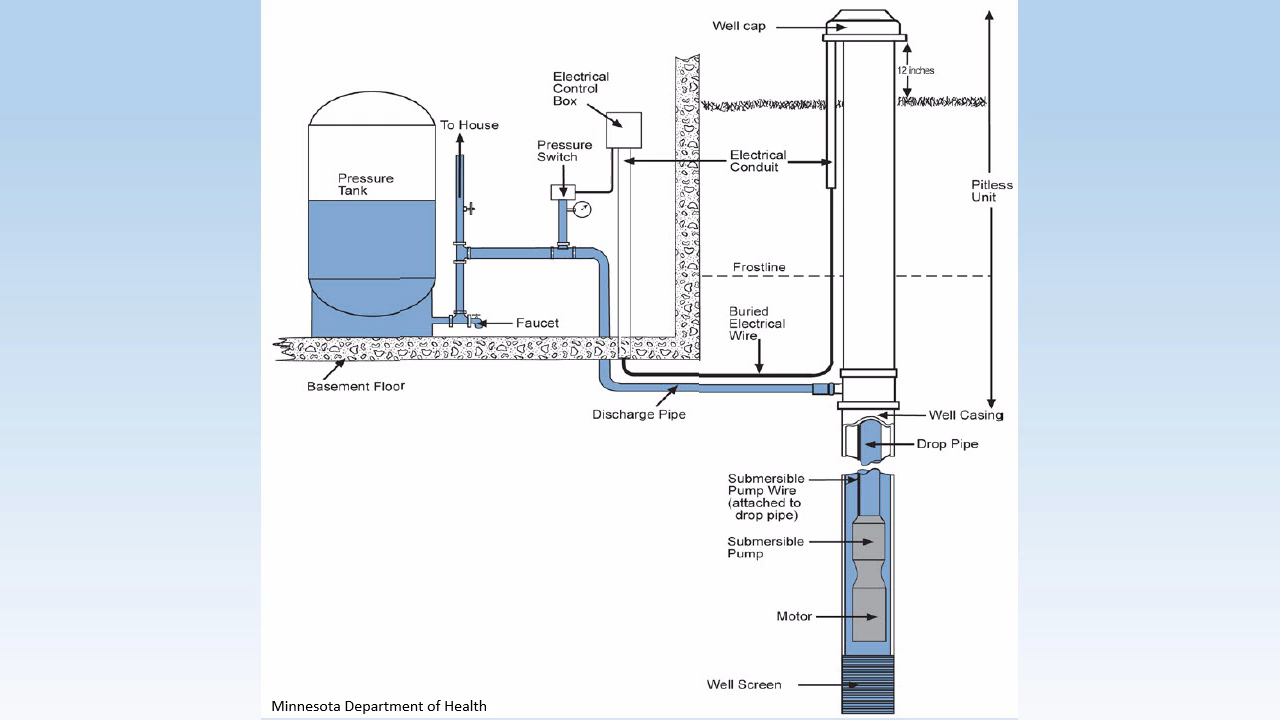 Well cap
12 inches
Electrical
Control
Box
To House
Pressure
Switch
Electrical
Conduit
Pressure
Tank
Pitless
Unit
Frostline
Buried
Electrical
Wire
Faucet
Basement Floor
Discharge Pipe
Well Casing
Drop Pipe
Submersible
Pump Wire
(attached to
drop pipe)
Submersible
Pump
Motor
Well Screen
Minnesota Department of Health